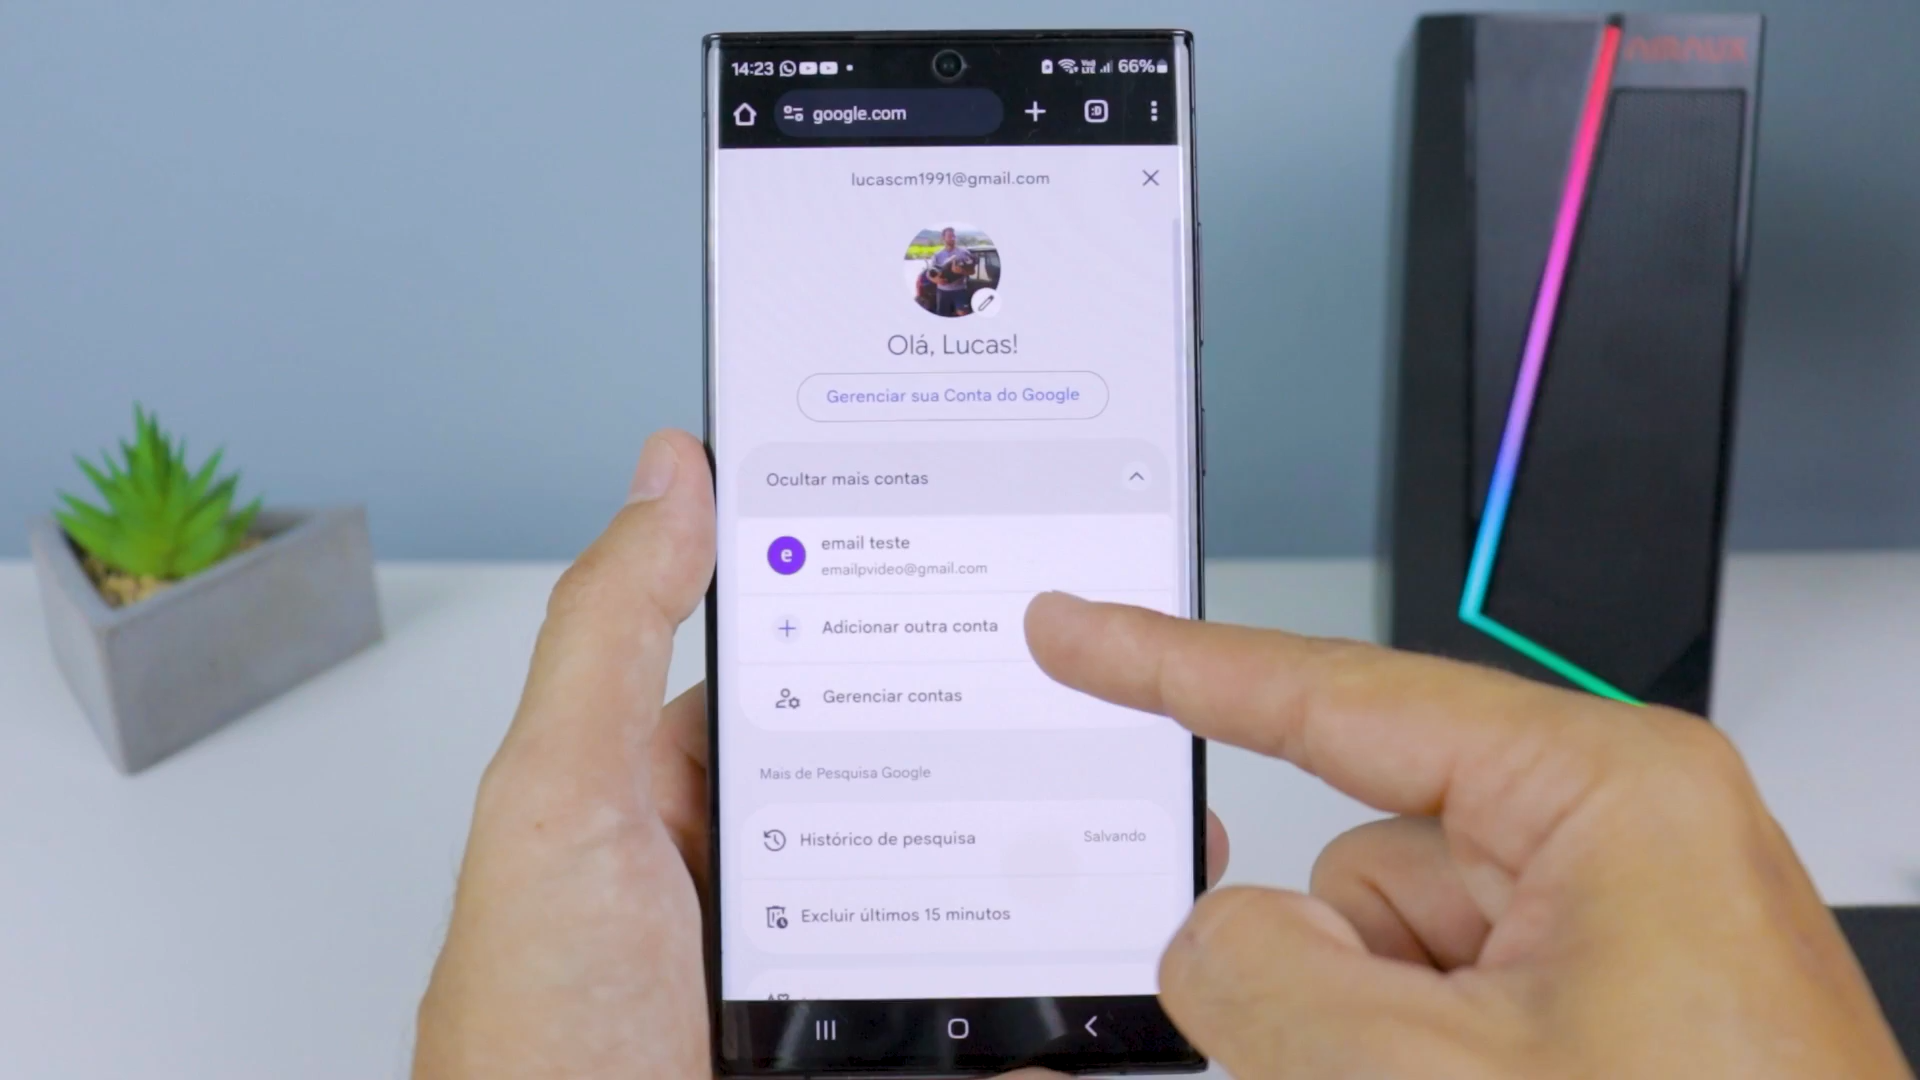 14:23
66%
google.com
:D
lucascm1991@gmail.com
Olá, Lucas!
Gerenciar sua Conta do Google
Ocultar mais contas
e
email teste
emailpvideo@gmail.com
Adicionar outra conta
Gerenciar contas
Mais de Pesquisa Google
Histórico de pesquisa
Salvando
Excluir últimos 15 minutos